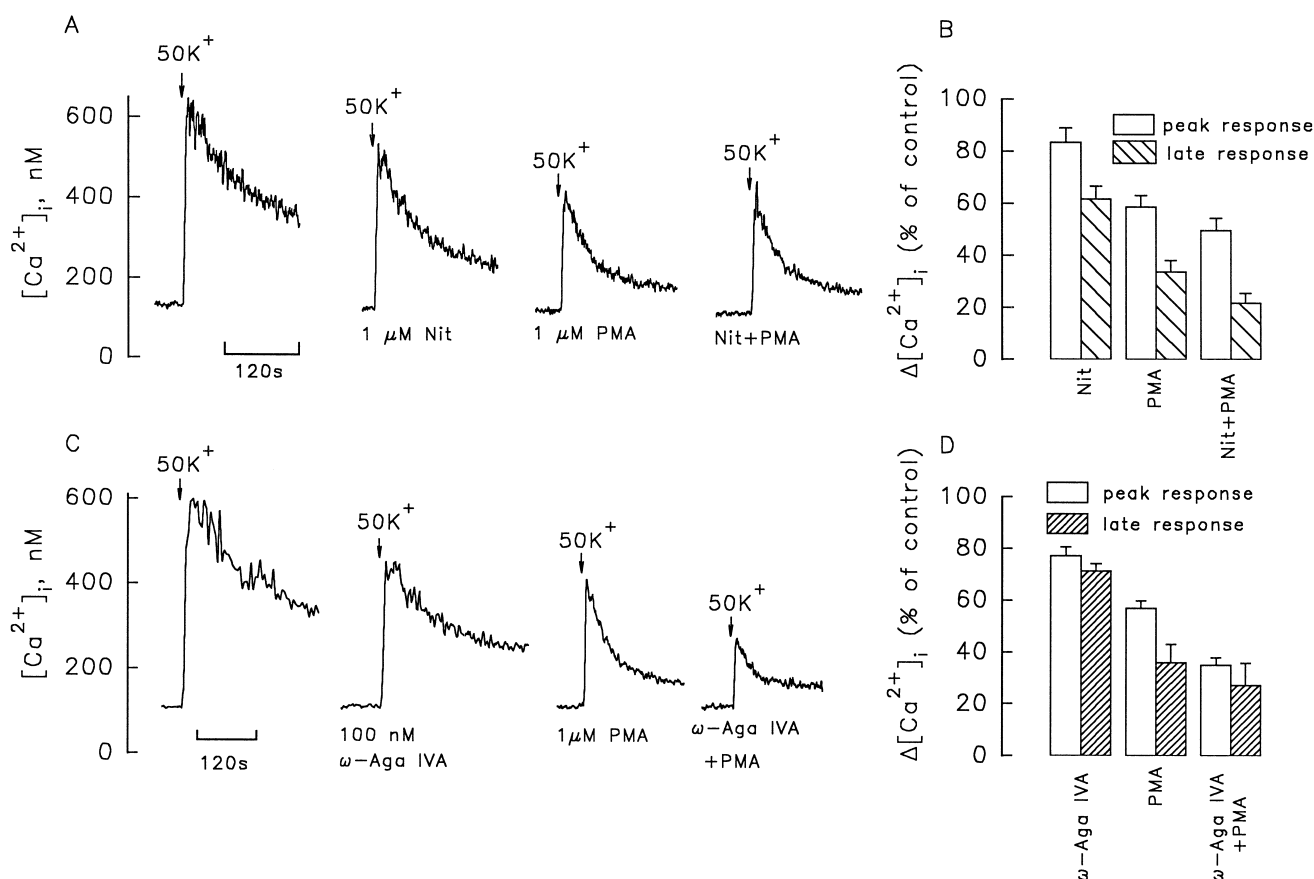 A
50K+
50K+
50K+
50K+
[Ca2+]i, nM
600
400
200
0
1 μM Nit
1 μM PMA
Nit+PMA
120s
B
Δ[Ca2+]i (% of control)
100
80
60
40
20
0
peak response
late response
Nit
PMA
Nit+PMA
C
50K+
50K+
50K+
50K+
[Ca2+]i, nM
600
400
200
0
120s
100 nM
ω-Aga IVA
1μM PMA
ω-Aga IVA
+PMA
D
Δ[Ca2+]i (% of control)
100
80
60
40
20
0
peak response
late response
ω-Aga IVA
PMA
ω-Aga IVA
+PMA